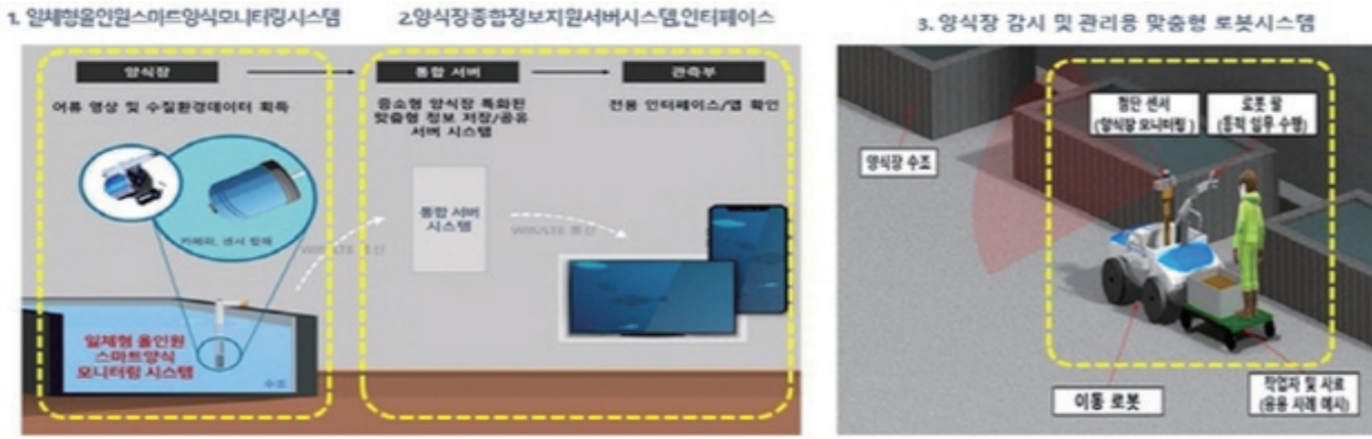 1. 일체형올인원스마트양식모니터링시스템
2.양식장종합정보지원서버시스템,인터페이스
3. 양식장 감시 및 관리용 맞춤형 로봇시스템
양식장
통합 서버
관측부
어류 영상 및 수질환경데이터 획득
중소형 양식장 특화된
맞춤형 정보 저장/공유
서버 시스템
전용 인터페이스/앱 확인
카메라, 센서 탑재
WiFi/LTE 통신
통합 서버
시스템
WiFi/LTE 통신
일체형 올인원
스마트양식
모니터링 시스템
수조
첨단 센서
(양식장 모니터링)
로봇 팔
(동적 임무 수행)
양식장 수조
이동 로봇
작업자 및 사료
(응용 사례 예시)